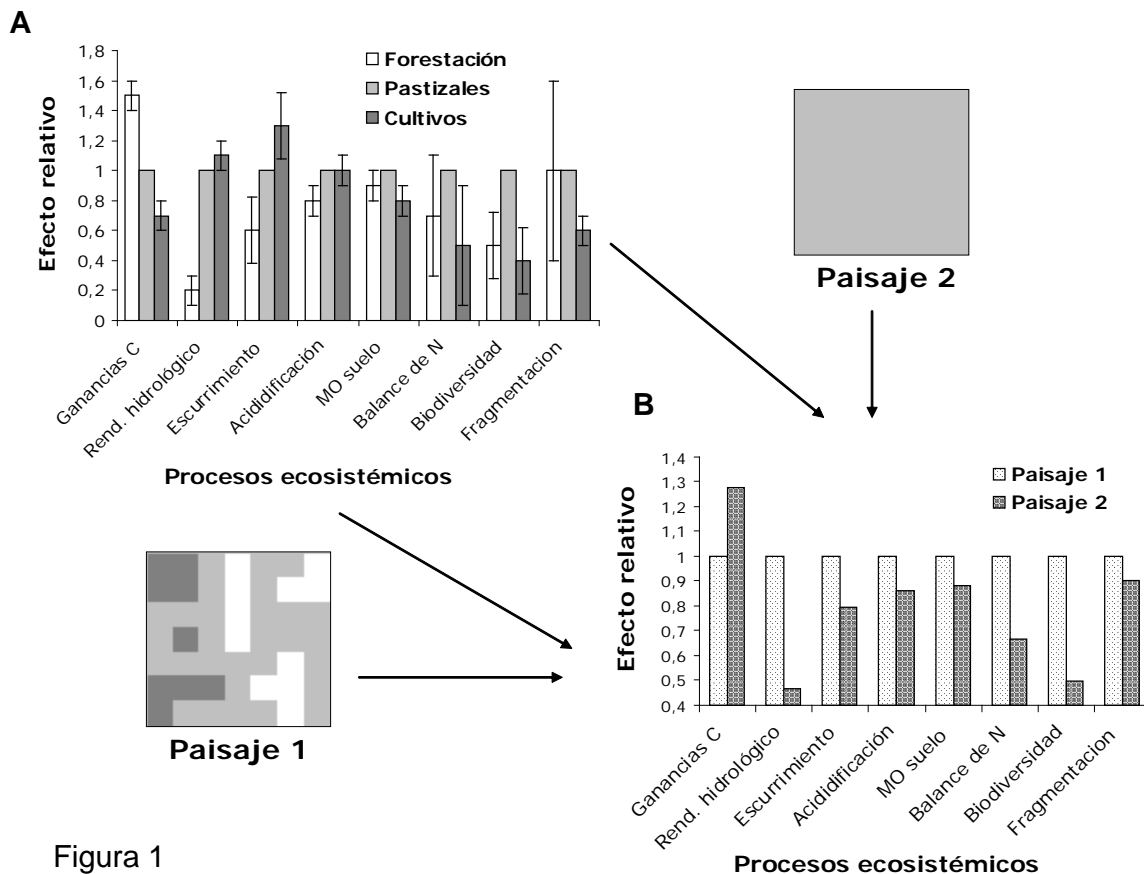 A
1,8
1,6
1,4
1,2
1
0,8
0,6
0,4
0,2
0
Efecto relativo
Forestación
Pastizales
Cultivos
Ganancias C
Rend. hidrológico
Escurrimiento
Acididificación
MO suelo
Balance de N
Biodiversidad
Fragmentacion
Procesos ecosistémicos
Paisaje 2
Paisaje 1
B
1,4
1,3
1,2
1,1
1
0,9
0,8
0,7
0,6
0,5
0,4
Efecto relativo
Paisaje 1
Paisaje 2
Ganancias C
Rend. hidrológico
Escurrimiento
Acididificación
MO suelo
Balance de N
Biodiversidad
Fragmentacion
Procesos ecosistémicos
Figura 1